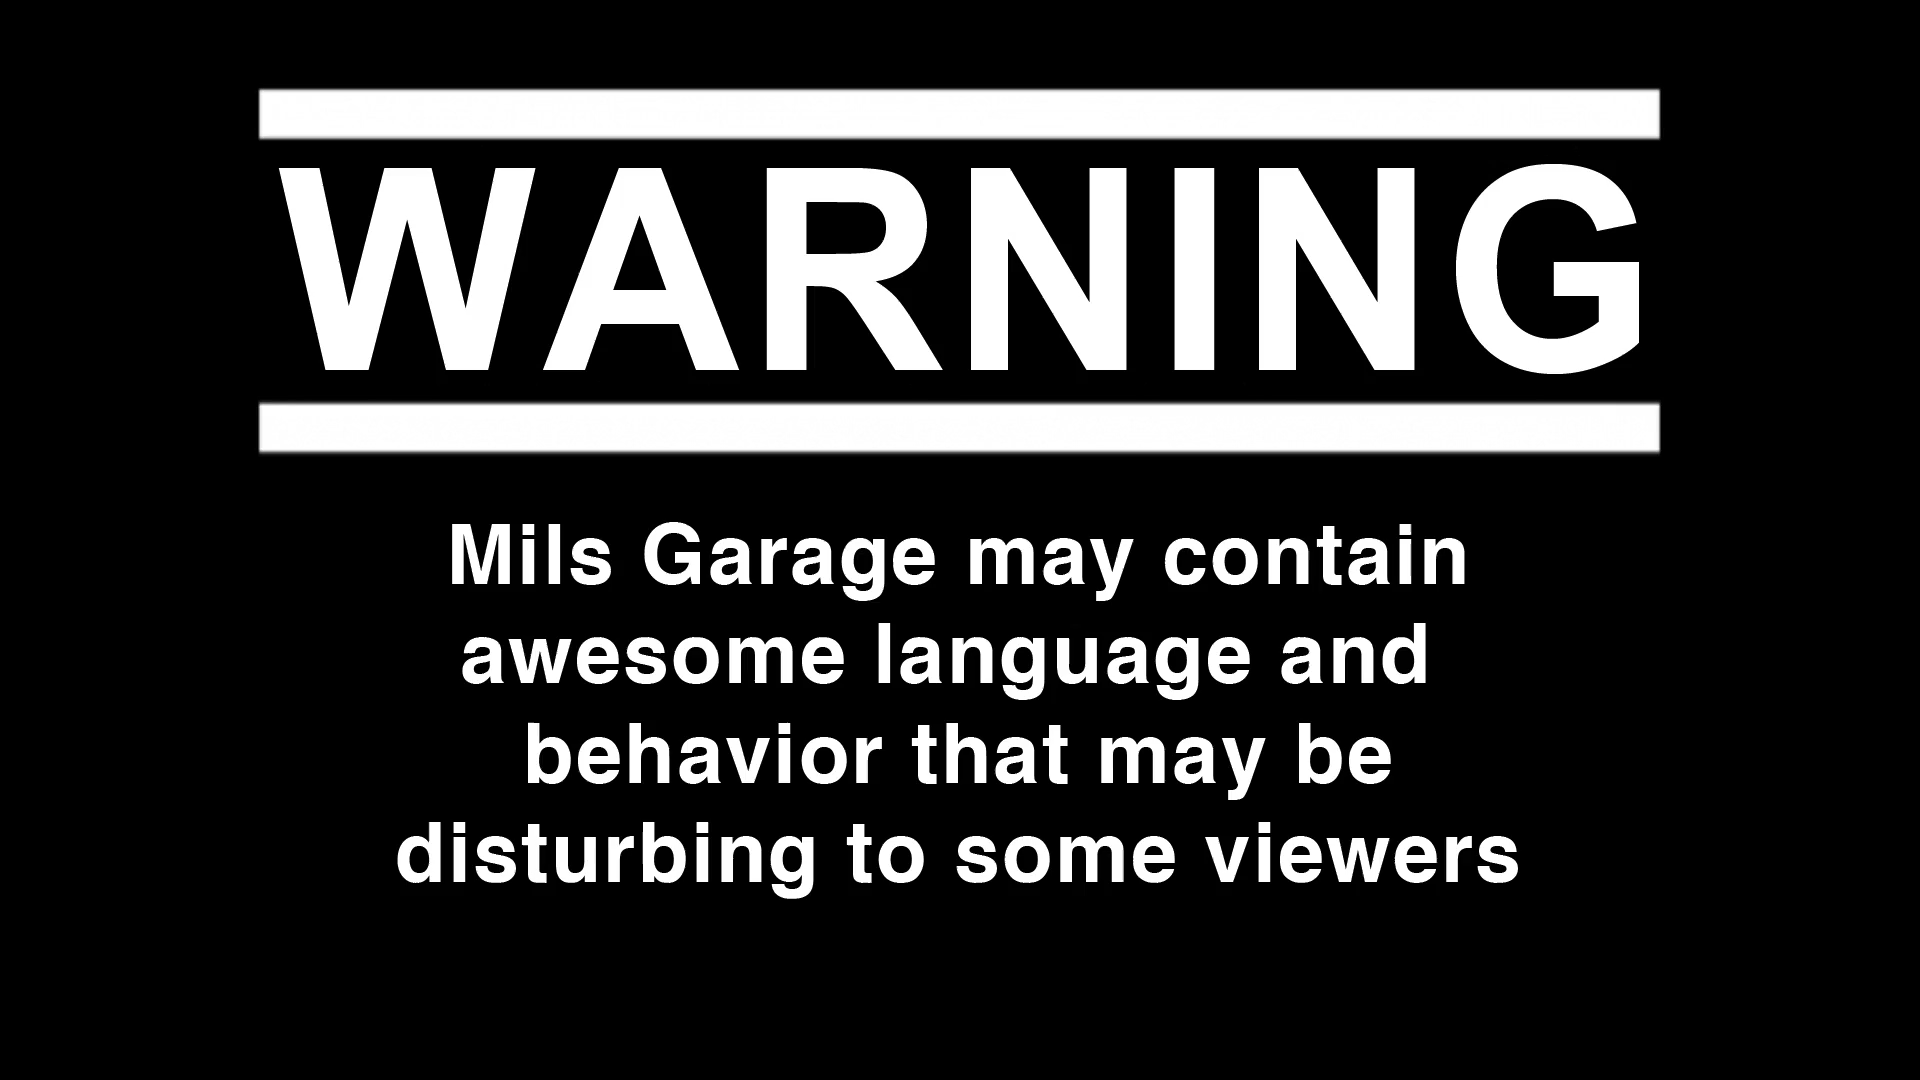 WARNING
Mils Garage may contain
awesome language and
behavior that may be
disturbing to some viewers